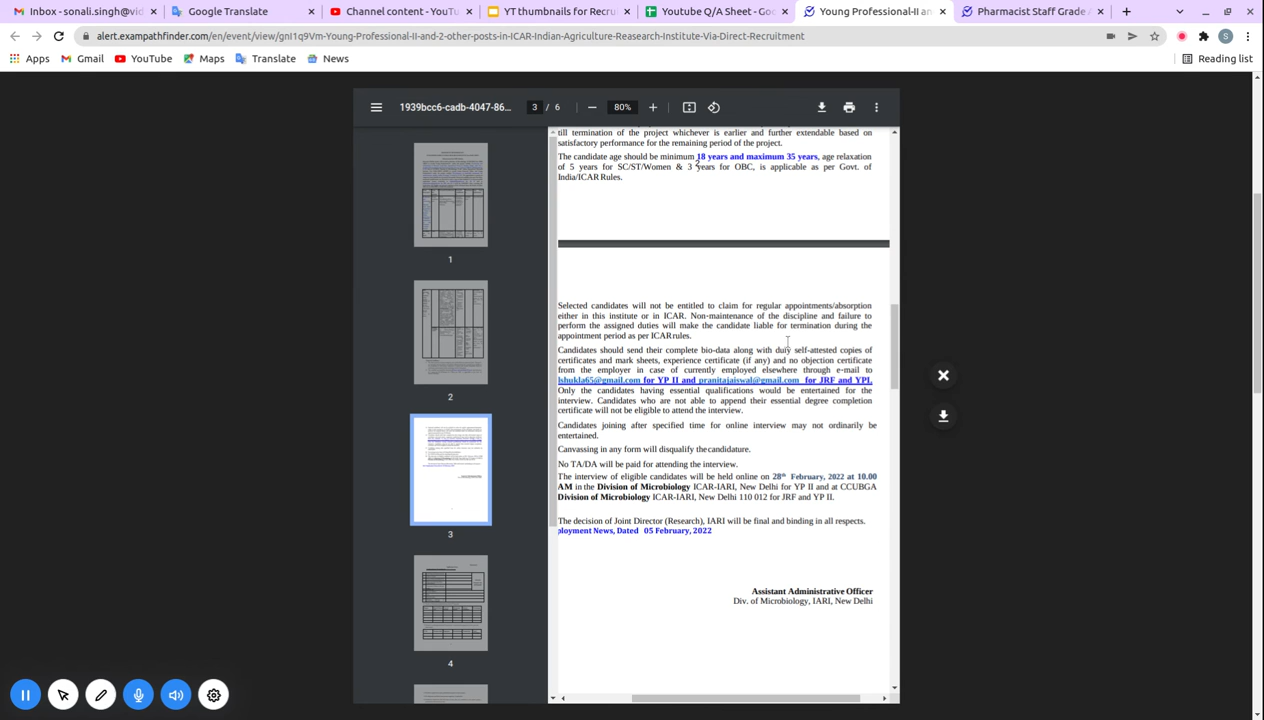 Inbox - sonali.singh@vid
Google Translate
Channel content - YouTu
YT thumbnails for Recru
Youtube Q/A Sheet - Goo
Young Professional-II an
Pharmacist Staff Grade A
alert.exampathfinder.com/en/event/view/gnI1q9Vm-Young-Professional-II-and-2-other-posts-in-ICAR-Indian-Agriculture-Reasearch-Institute-Via-Direct-Recruitment
S
Apps
Gmail
YouTube
Maps
Translate
News
Reading list
1939bcc6-cadb-4047-86...
3 / 6
80%
till termination of the project whichever is earlier and further extendable based on
satisfactory performance for the remaining period of the project.
The candidate age should be minimum 18 years and maximum 35 years, age relaxation
of 5 years for SC/ST/Women & 3 years for OBC, is applicable as per Govt. of
India/ICAR Rules.
Selected candidates will not be entitled to claim for regular appointments/absorption
either in this institute or in ICAR. Non-maintenance of the discipline and failure to
perform the assigned duties will make the candidate liable for termination during the
appointment period as per ICAR rules.
Candidates should send their complete bio-data along with duly self-attested copies of
certificates and mark sheets, experience certificate (if any) and no objection certificate
from the employer in case of currently employed elsewhere through e-mail to
lshukla65@gmail.com for YP II and pranitajaiswal@gmail.com for JRF and YPI.
Only the candidates having essential qualifications would be entertained for the
interview. Candidates who are not able to append their essential degree completion
certificate will not be eligible to attend the interview.
Candidates joining after specified time for online interview may not ordinarily be
entertained.
Canvassing in any form will disqualify the candidature.
No TA/DA will be paid for attending the interview.
The interview of eligible candidates will be held online on 28th February, 2022 at 10.00
AM in the Division of Microbiology ICAR-IARI, New Delhi for YP II and at CCUBGA
Division of Microbiology ICAR-IARI, New Delhi 110 012 for JRF and YP II.
The decision of Joint Director (Research), IARI will be final and binding in all respects.
ployment News, Dated 05 February, 2022
Assistant Administrative Officer
Div. of Microbiology, IARI, New Delhi
1
2
3
4